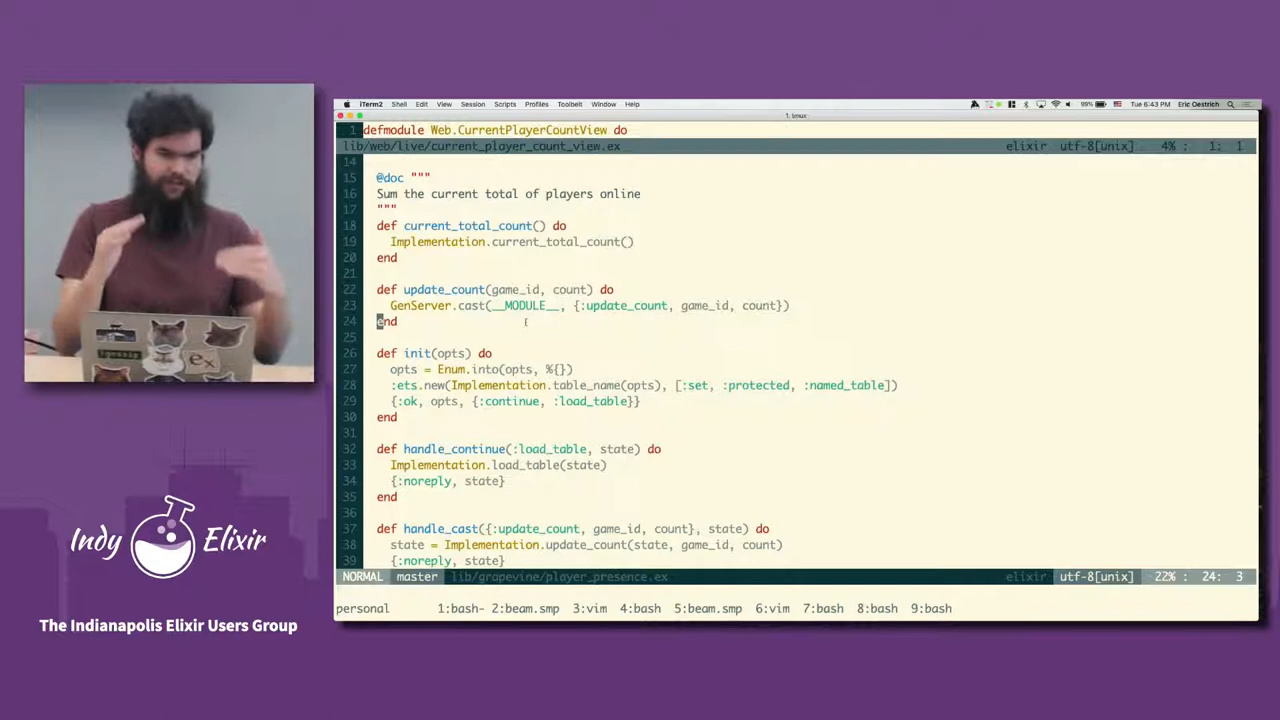 iTerm2 Shell Edit View Session Scripts Profiles Toolbelt Window Help 99% Tue 6:43 PM Eric Oestrich
1. tmux
1 defmodule Web.CurrentPlayerCountView do
lib/web/live/current_player_count_view.ex elixir utf-8[unix] 4% : 1: 1
14
15 @doc """
16 Sum the current total of players online
17 """
18 def current_total_count() do
19 Implementation.current_total_count()
20 end
21
22 def update_count(game_id, count) do
23 GenServer.cast(__MODULE__, {:update_count, game_id, count})
24 end
25
26 def init(opts) do
27 opts = Enum.into(opts, %{})
28 :ets.new(Implementation.table_name(opts), [:set, :protected, :named_table])
29 {:ok, opts, {:continue, :load_table}}
30 end
31
32 def handle_continue(:load_table, state) do
33 Implementation.load_table(state)
34 {:noreply, state}
35 end
36
37 def handle_cast({:update_count, game_id, count}, state) do
38 state = Implementation.update_count(state, game_id, count)
39 {:noreply, state}
NORMAL master lib/grapevine/player_presence.ex elixir utf-8[unix] 22% : 24: 3
personal 1:bash- 2:beam.smp 3:vim 4:bash 5:beam.smp 6:vim 7:bash 8:bash 9:bash
ex
Indy Elixir
The Indianapolis Elixir Users Group